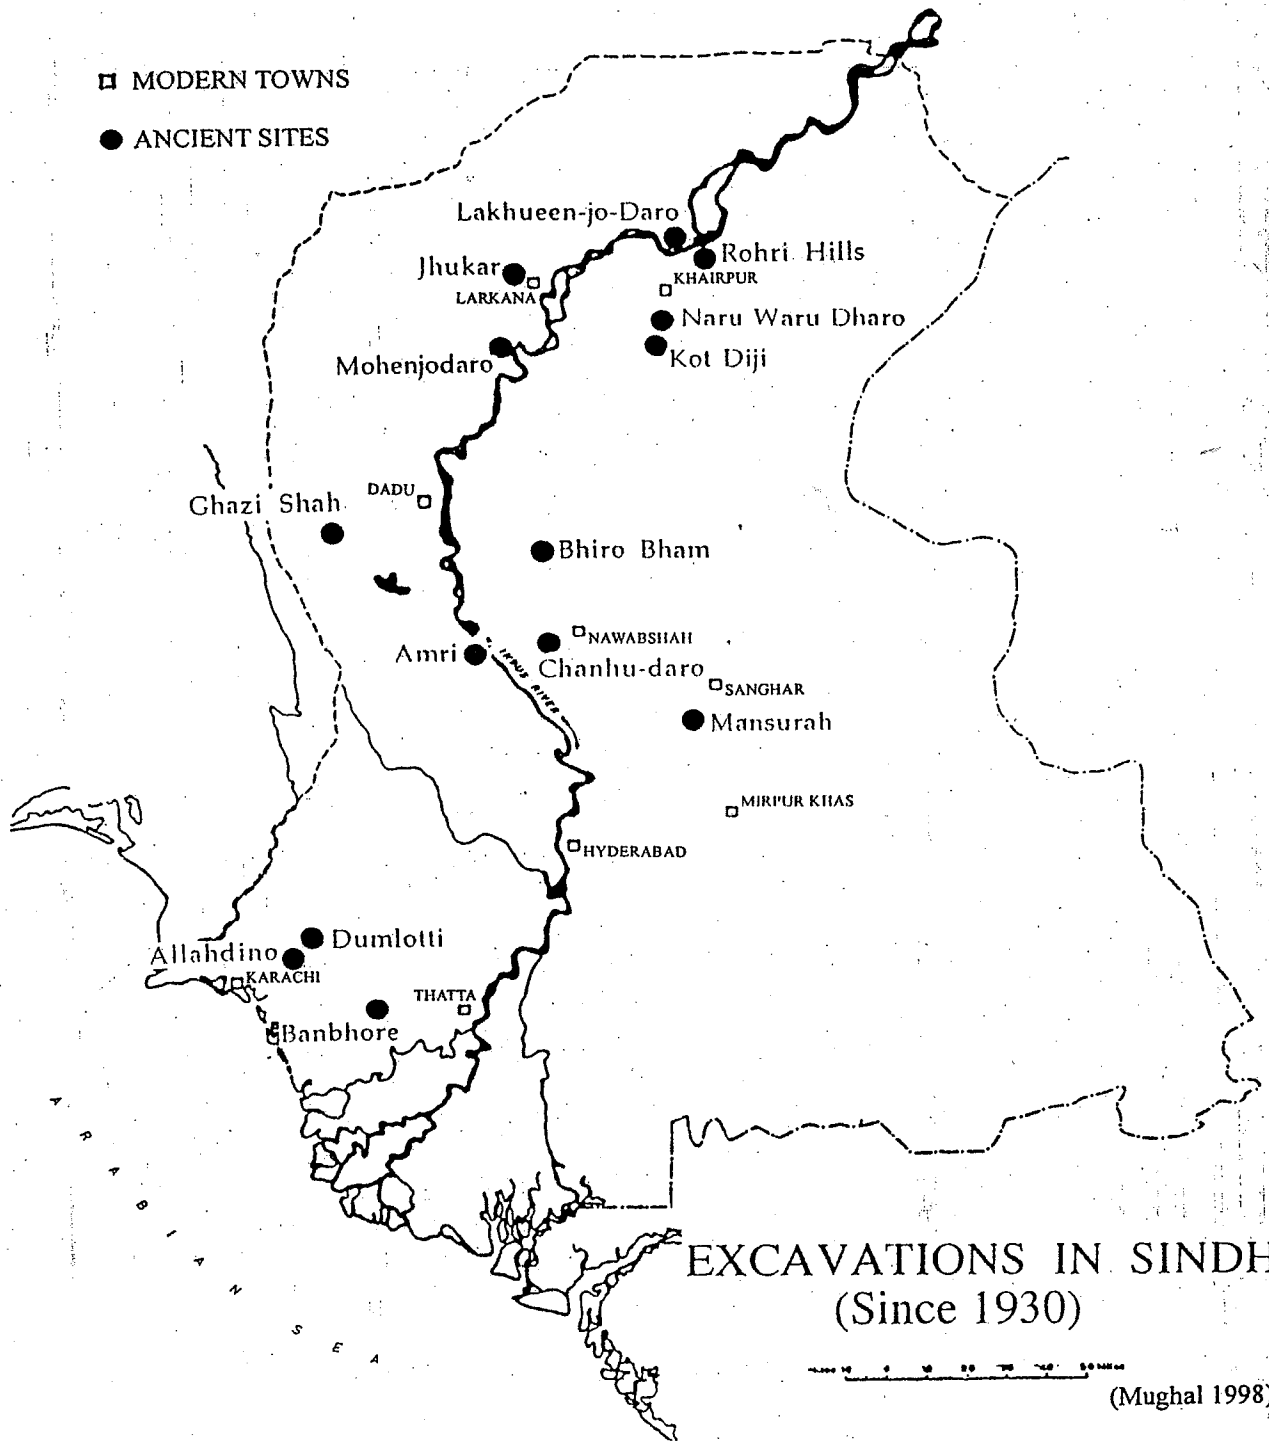 MODERN TOWNS
ANCIENT SITES
Lakhueen-jo-Daro
Rohri Hills
Jhukar
KHAIRPUR
LARKANA
Naru Waru Dharo
Kot Diji
Mohenjodaro
DADU
Ghazi Shah
Bhiro Bham
NAWABSHAH
Amri
INDUS RIVER
Chanhu-daro
SANGHAR
Mansurah
MIRPUR KHAS
HYDERABAD
Dumlotti
Allahdino
KARACHI
THATTA
Banbhore
ARABIAN SEA
EXCAVATIONS IN SINDH
(Since 1930)
(Mughal 1998)